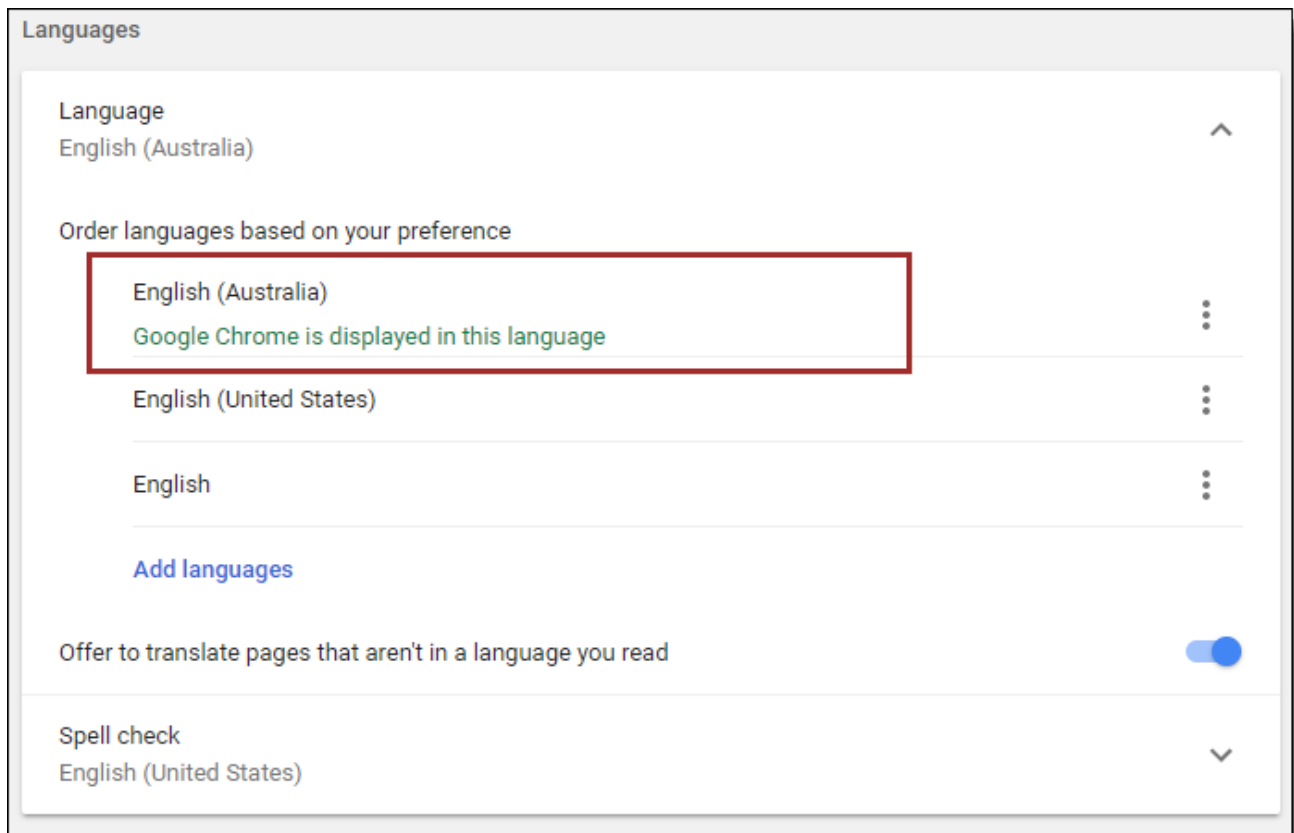 Languages
Language
English (Australia)
Order languages based on your preference
English (Australia)
Google Chrome is displayed in this language
English (United States)
English
Add languages
Offer to translate pages that aren't in a language you read
Spell check
English (United States)